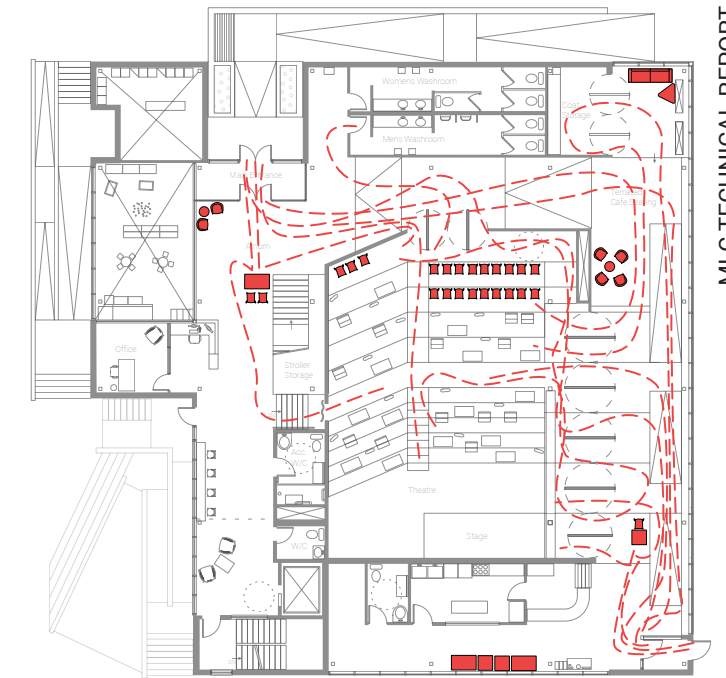 MLC TECHNICAL REPORT
Womens Washroom
Coat
Storage
Mens Washroom
Main Entrance
Terraced
Cafe Seating
Atrium
Office
Stroller
Storage
Acc.
W/C
Theatre
Stage
W/C